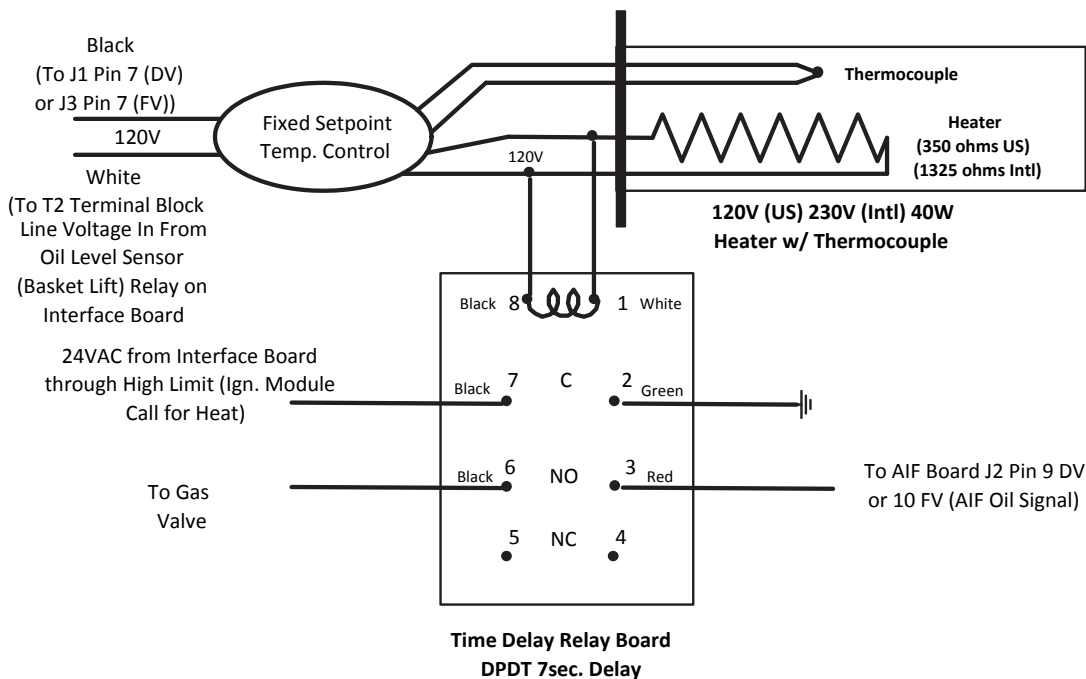 Black
(To J1 Pin 7 (DV)
or J3 Pin 7 (FV))
120V
White
(To T2 Terminal Block
Line Voltage In From
Oil Level Sensor
(Basket Lift) Relay on
Interface Board
Fixed Setpoint
Temp. Control
Thermocouple
Heater
(350 ohms US)
(1325 ohms Intl)
120V
120V (US) 230V (Intl) 40W
Heater w/ Thermocouple
Black 8 1 White
24VAC from Interface Board
through High Limit (Ign. Module
Call for Heat)
Black 7 C 2 Green
To Gas
Valve
Black 6 NO 3 Red
To AIF Board J2 Pin 9 DV
or 10 FV (AIF Oil Signal)
5 NC 4
Time Delay Relay Board
DPDT 7sec. Delay